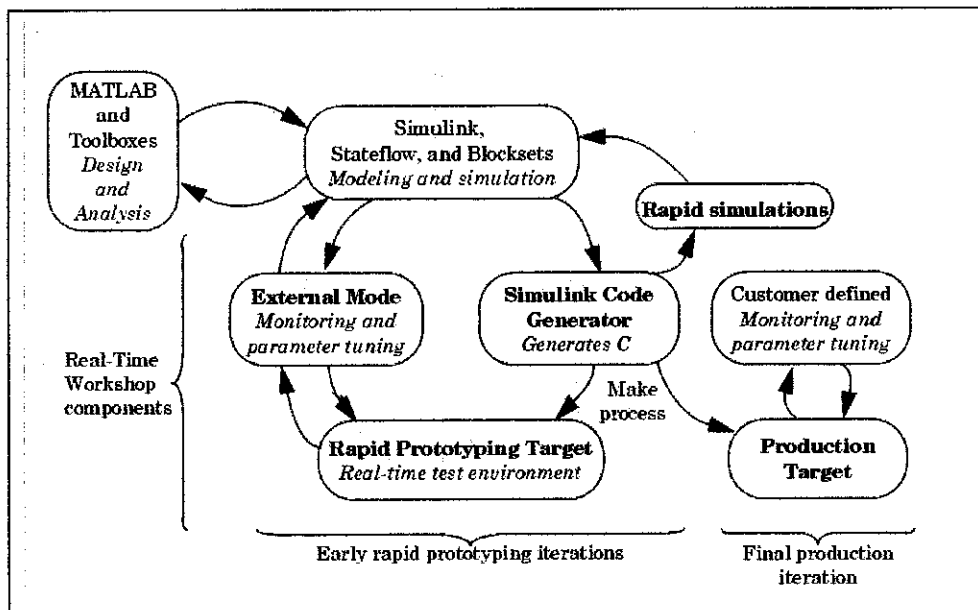 MATLAB
and
Toolboxes
Design
and
Analysis
Simulink,
Stateflow, and Blocksets
Modeling and simulation
Rapid simulations
External Mode
Monitoring and
parameter tuning
Simulink Code
Generator
Generates C
Customer defined
Monitoring and
parameter tuning
Real-Time
Workshop
components
Make
process
Rapid Prototyping Target
Real-time test environment
Production
Target
Early rapid prototyping iterations
Final production
iteration